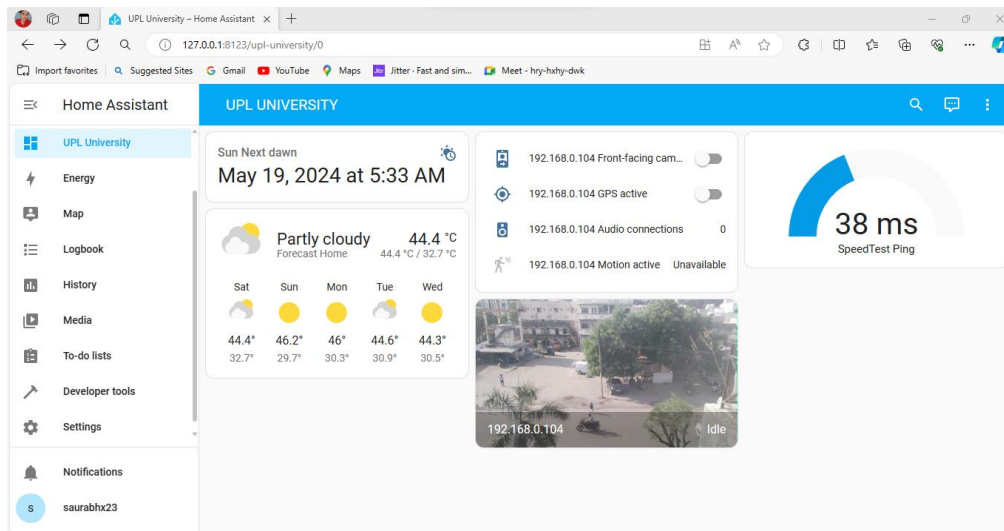 UPL University – Home Assistant
127.0.0.1:8123/upl-university/0
Import favorites
Suggested Sites
Gmail
YouTube
Maps
Jitter - Fast and sim...
Meet - hry-hxhy-dwk
Home Assistant
UPL UNIVERSITY
UPL University
Energy
Map
Logbook
History
Media
To-do lists
Developer tools
Settings
Notifications
s
saurabhx23
Sun Next dawn
May 19, 2024 at 5:33 AM
Partly cloudy
44.4 °C
Forecast Home
44.4 °C / 32.7 °C
Sat Sun Mon Tue Wed
44.4° 46.2° 46° 44.6° 44.3°
32.7° 29.7° 30.3° 30.9° 30.5°
192.168.0.104 Front-facing cam...
192.168.0.104 GPS active
192.168.0.104 Audio connections 0
192.168.0.104 Motion active Unavailable
192.168.0.104 Idle
38 ms
SpeedTest Ping